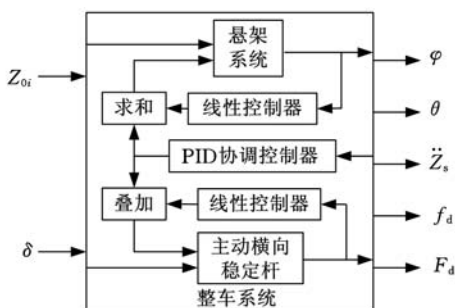 悬架
系统
φ
Z₀ᵢ
θ
求和
线性控制器
PID协调控制器
Z̈ₛ
叠加
线性控制器
f_d
δ
主动横向
稳定杆
F_d
整车系统